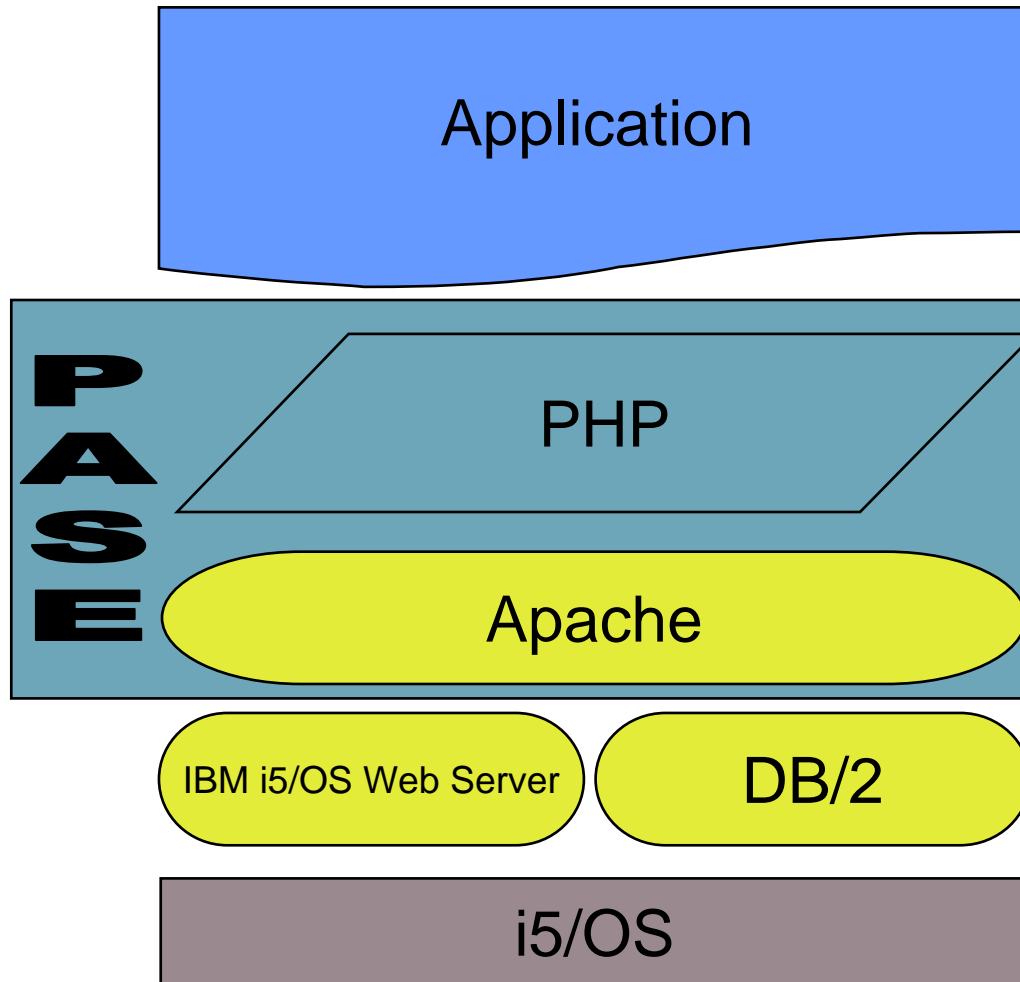 Application
PASE
PHP
Apache
IBM i5/OS Web Server
DB/2
i5/OS